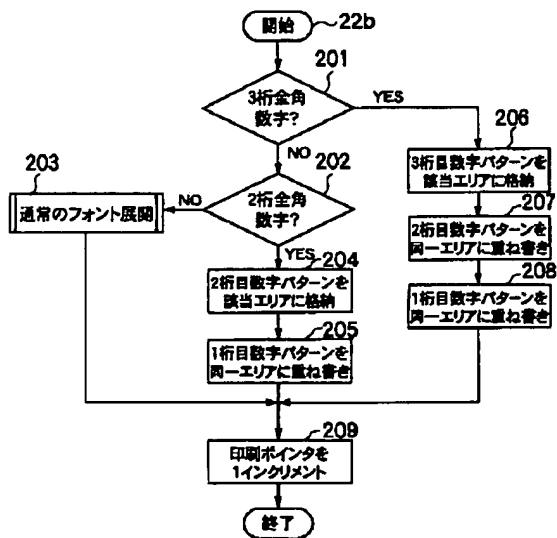 開始
22b
201
3桁全角
数字?
YES
206
3桁目数字パターンを
該当エリアに格納
NO
202
203
通常のフォント展開
NO
2桁全角
数字?
207
2桁目数字パターンを
同一エリアに重ね書き
YES
204
2桁目数字パターンを
該当エリアに格納
208
1桁目数字パターンを
同一エリアに重ね書き
205
1桁目数字パターンを
同一エリアに重ね書き
209
印刷ポインタを
1インクリメント
終了